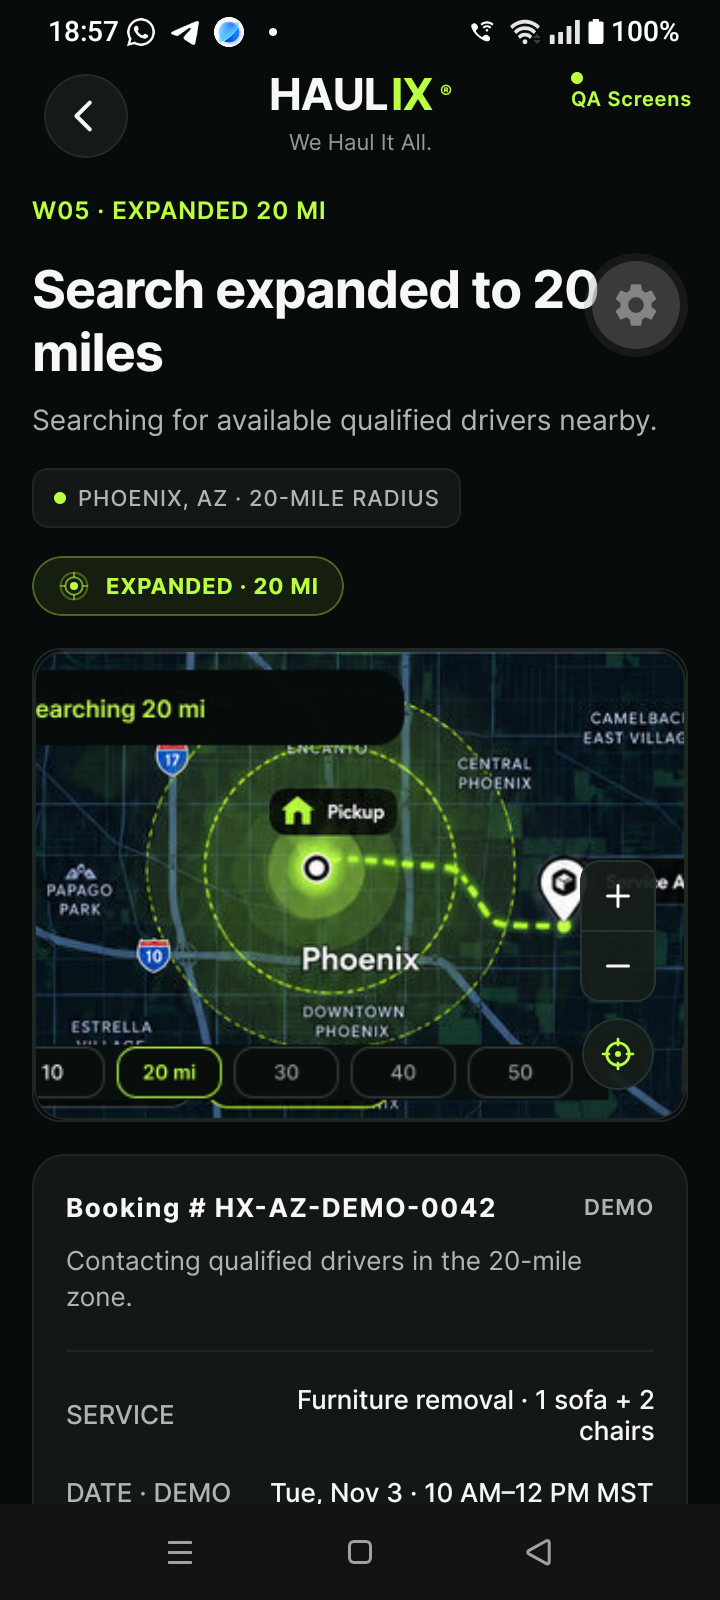 18:57
100%
HAULIX®
We Haul It All.
QA Screens
W05 · EXPANDED 20 MI
Search expanded to 20
miles
Searching for available qualified drivers nearby.
PHOENIX, AZ · 20-MILE RADIUS
EXPANDED · 20 MI
earching 20 mi
CAMELBAC
EAST VILLAG
17
ENCANTO
CENTRAL
PHOENIX
Pickup
PAPAGO
PARK
Service A
10
Phoenix
DOWNTOWN
PHOENIX
ESTRELLA
VILLAGE
10
20 mi
30
40
50
Booking # HX-AZ-DEMO-0042
DEMO
Contacting qualified drivers in the 20-mile
zone.
SERVICE
Furniture removal · 1 sofa + 2
chairs
DATE · DEMO
Tue, Nov 3 · 10 AM–12 PM MST